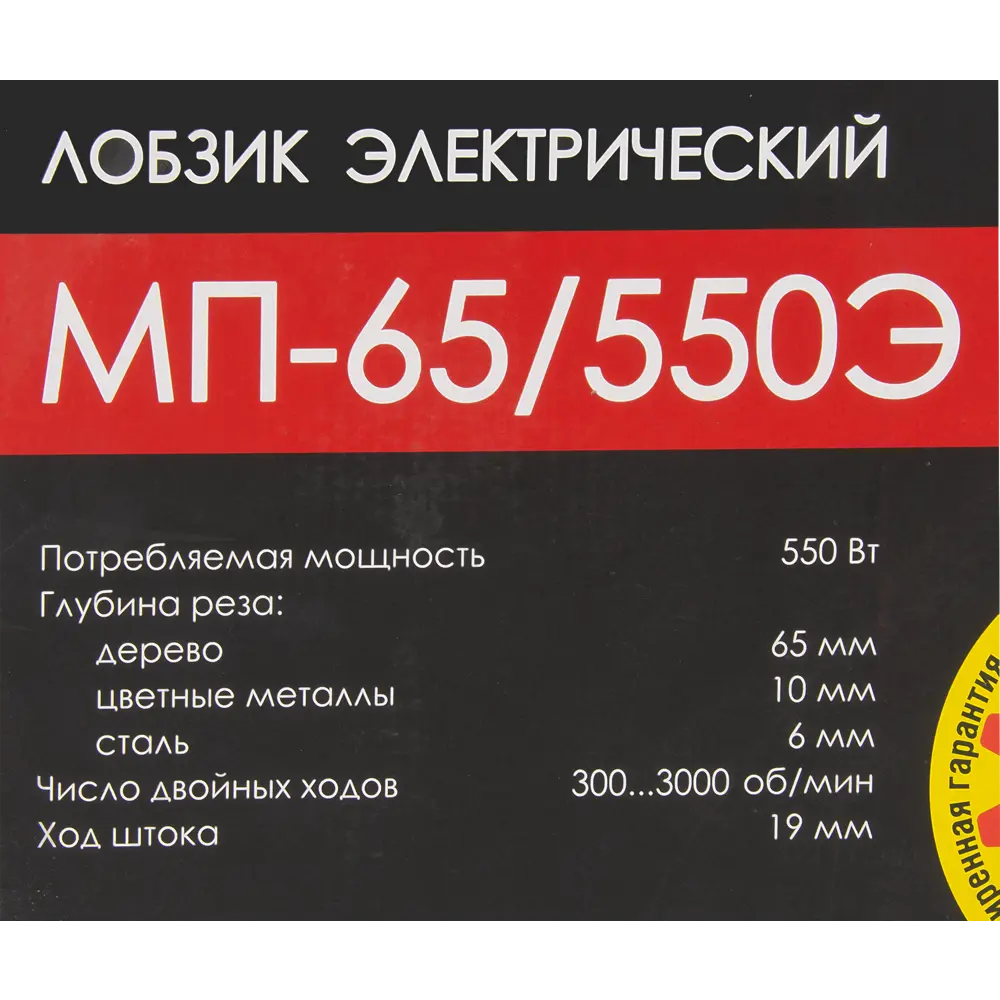 ЛОБЗИК ЭЛЕКТРИЧЕСКИЙ
МП-65/550Э
Потребляемая мощность 550 Вт
Глубина реза:
дерево 65 мм
цветные металлы 10 мм
сталь 6 мм
Число двойных ходов 300...3000 об/мин
Ход штока 19 мм
гарантия